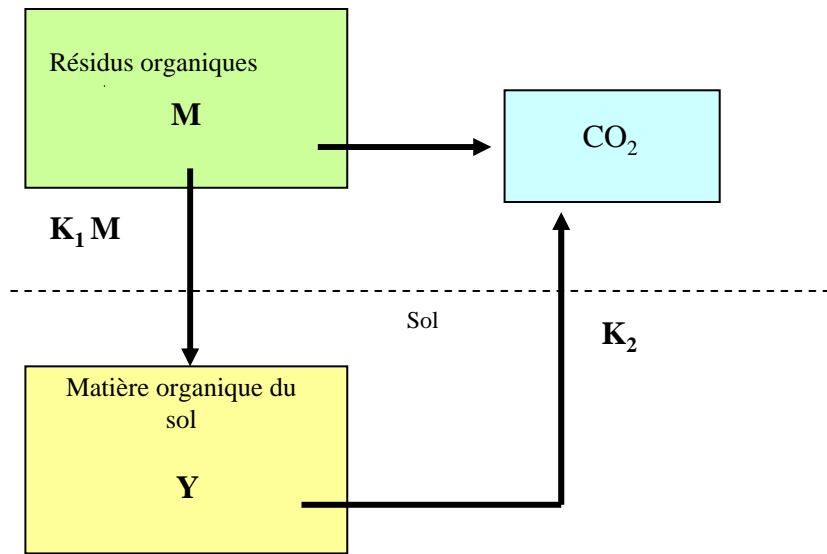 Résidus organiques
M
CO₂
K₁ M
Sol
K₂
Matière organique du
sol
Y